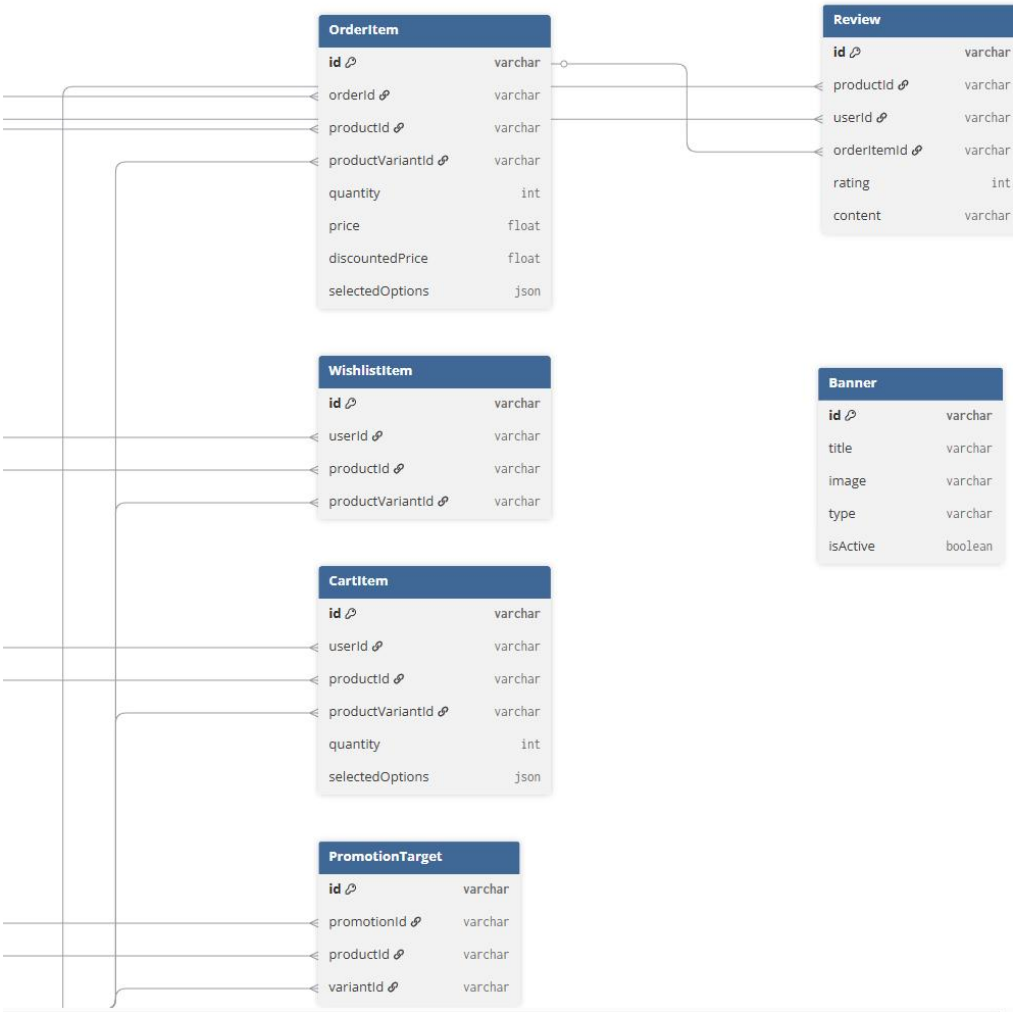 OrderItem
id varchar
orderId varchar
productId varchar
productVariantId varchar
quantity int
price float
discountedPrice float
selectedOptions json
Review
id varchar
productId varchar
userId varchar
orderItemId varchar
rating int
content varchar
WishlistItem
id varchar
userId varchar
productId varchar
productVariantId varchar
Banner
id varchar
title varchar
image varchar
type varchar
isActive boolean
CartItem
id varchar
userId varchar
productId varchar
productVariantId varchar
quantity int
selectedOptions json
PromotionTarget
id varchar
promotionId varchar
productId varchar
variantId varchar